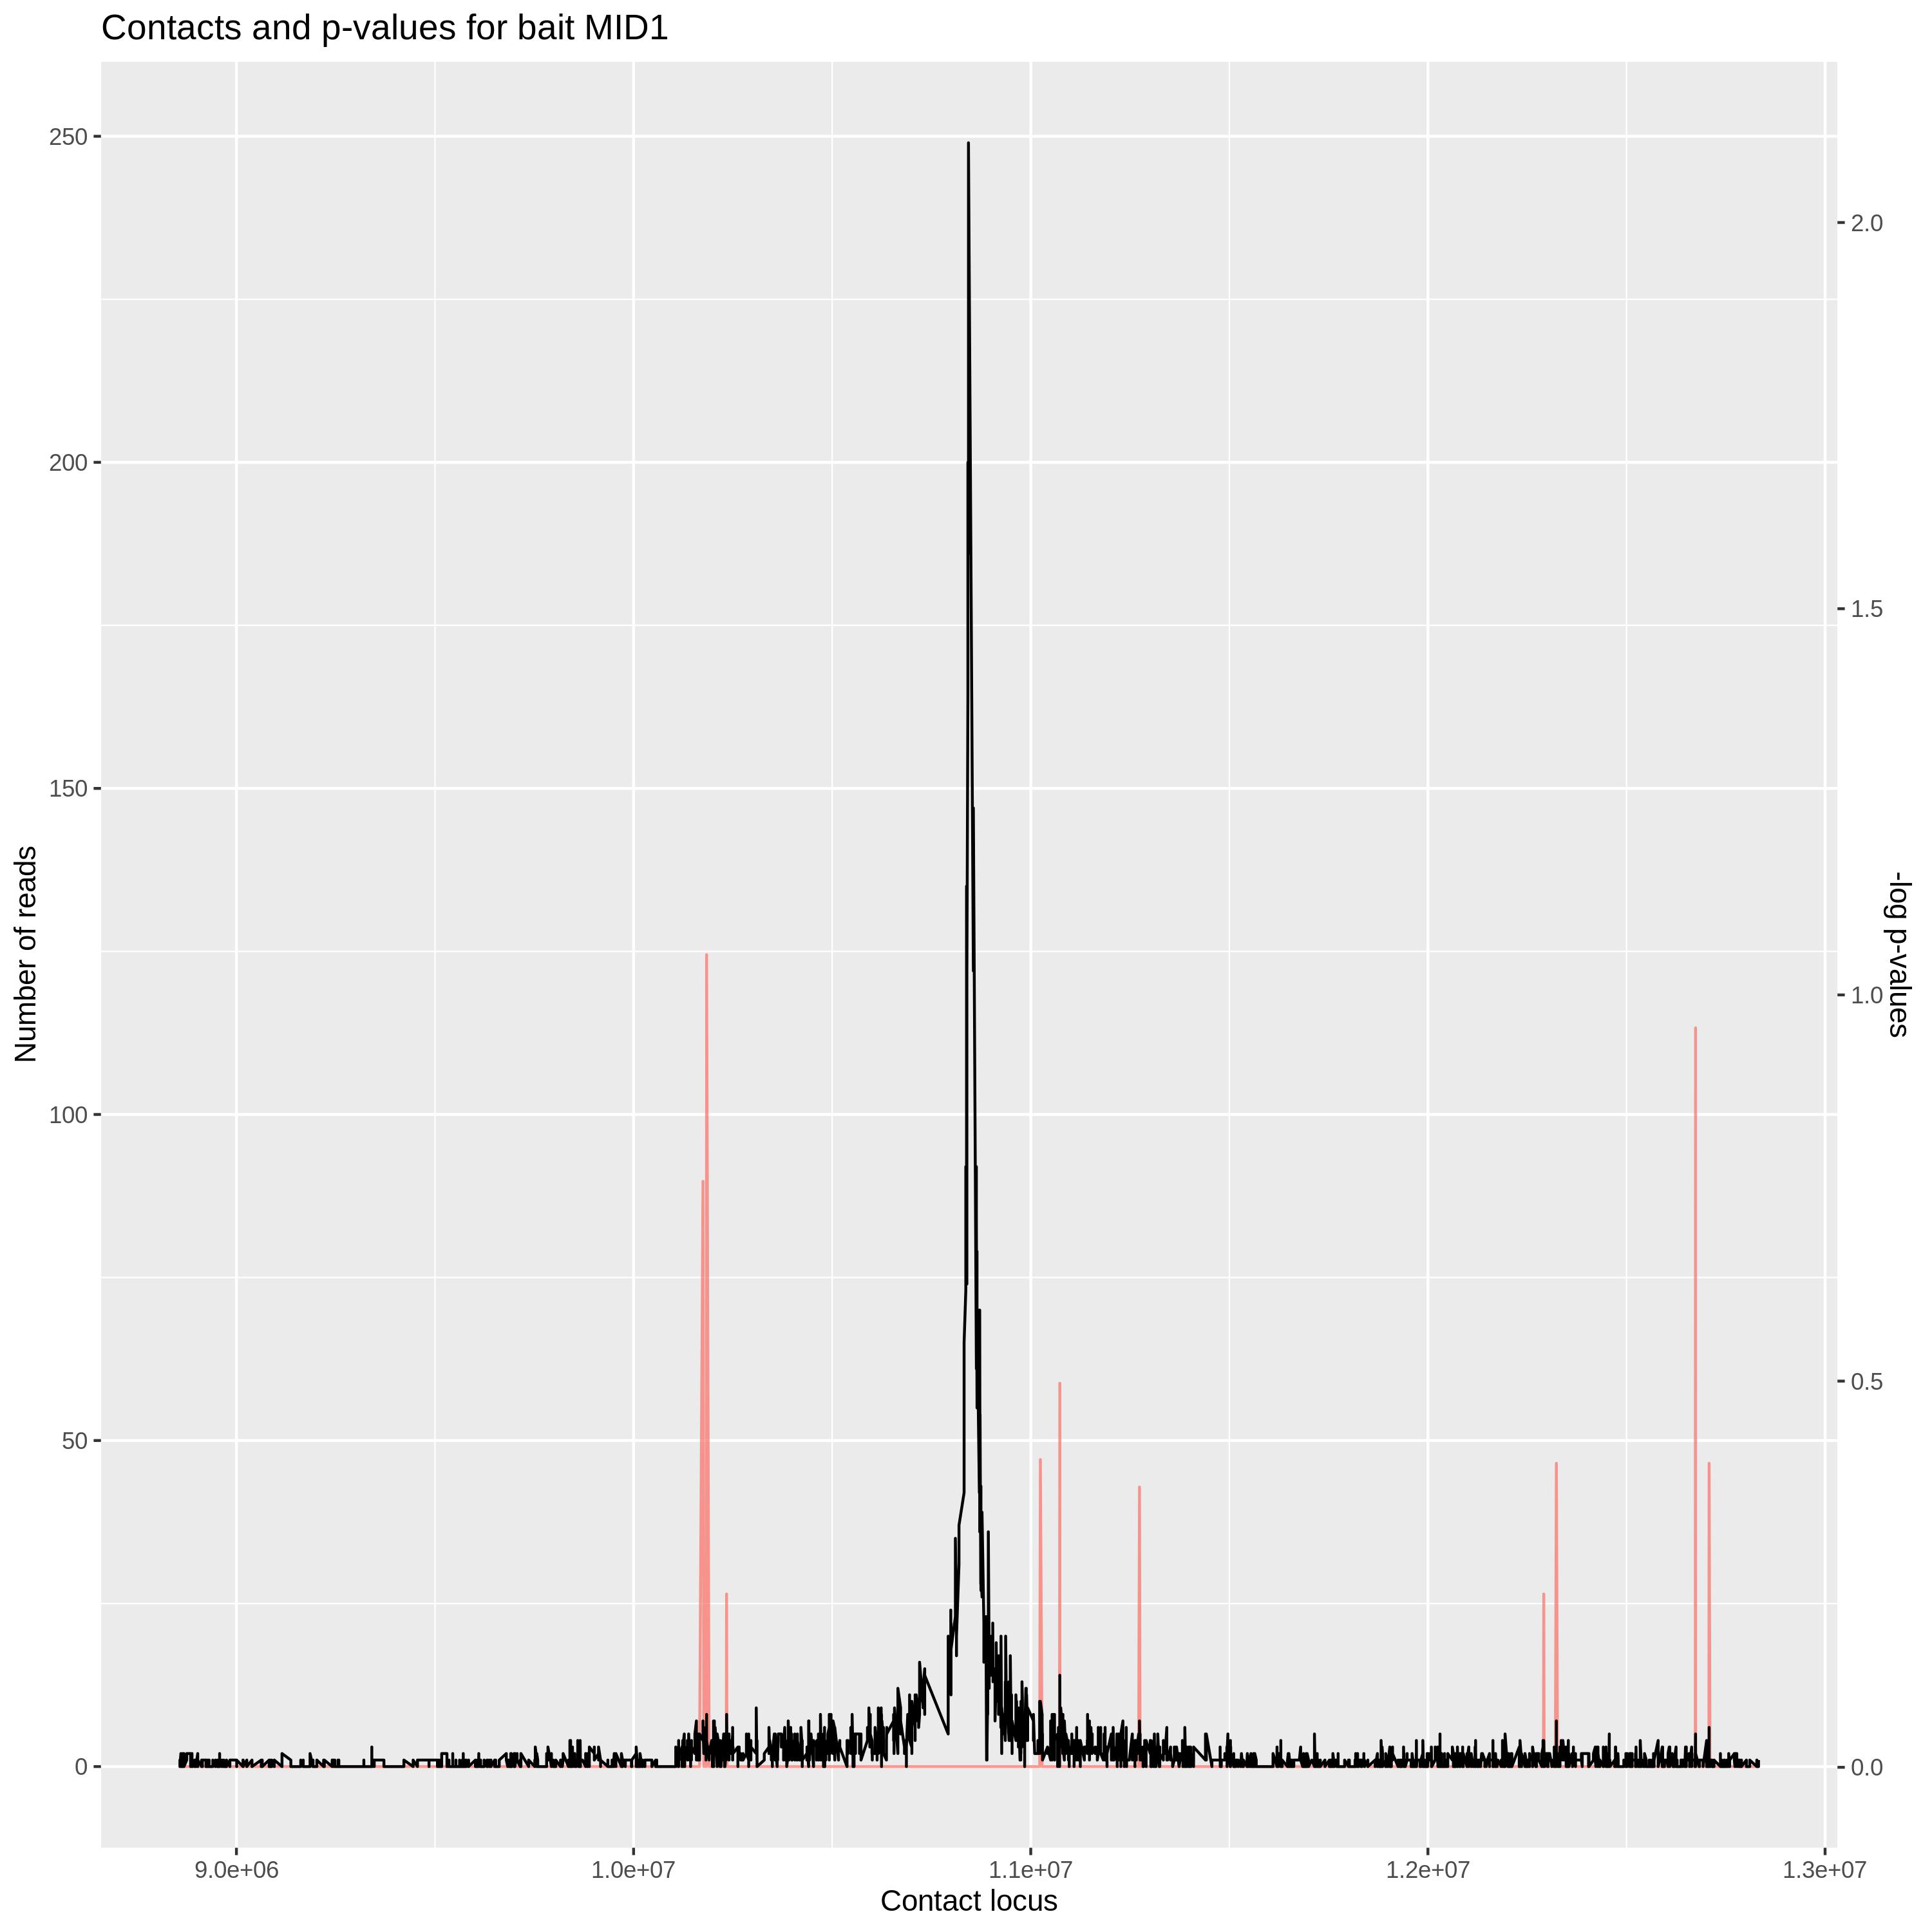 Contacts and p-values for bait MID1
250
200
150
100
50
0
Number of reads
2.0
1.5
1.0
0.5
0.0
-log p-values
9.0e+06
1.0e+07
1.1e+07
1.2e+07
1.3e+07
Contact locus